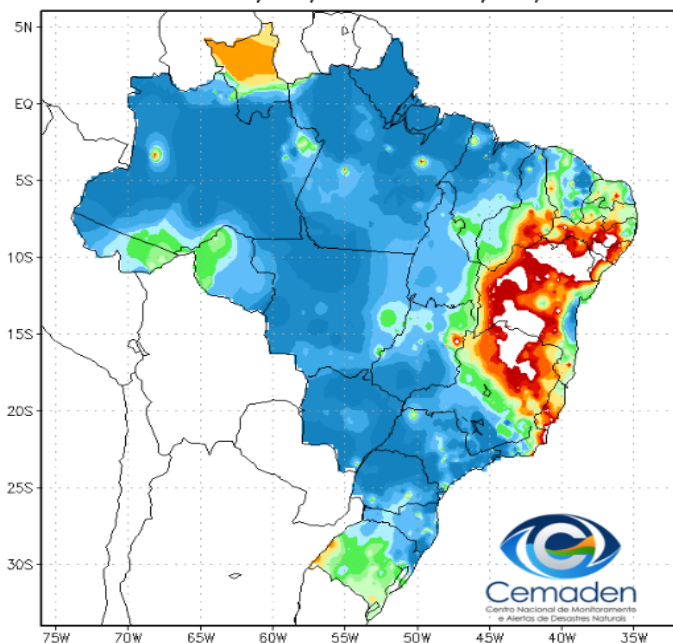 5N
EQ
5S
10S
15S
20S
25S
30S
75W 70W 65W 60W 55W 50W 45W 40W 35W
Cemaden
Centro Nacional de Monitoramento
e Alertas de Desastres Naturais